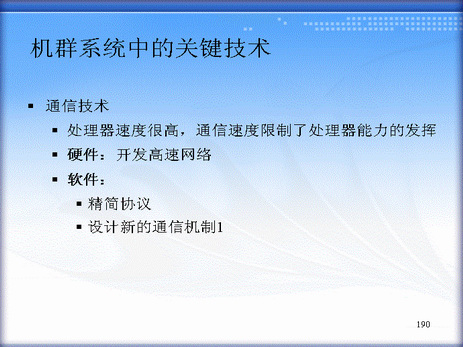 机群系统中的关键技术
通信技术
处理器速度很高，通信速度限制了处理器能力的发挥
硬件：开发高速网络
软件：
精简协议
设计新的通信机制1
190